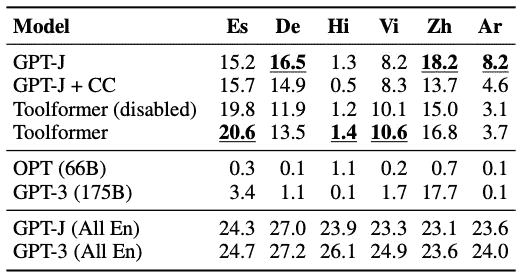 Model Es De Hi Vi Zh Ar
GPT-J 15.2 16.5 1.3 8.2 18.2 8.2
GPT-J + CC 15.7 14.9 0.5 8.3 13.7 4.6
Toolformer (disabled) 19.8 11.9 1.2 10.1 15.0 3.1
Toolformer 20.6 13.5 1.4 10.6 16.8 3.7
OPT (66B) 0.3 0.1 1.1 0.2 0.7 0.1
GPT-3 (175B) 3.4 1.1 0.1 1.7 17.7 0.1
GPT-J (All En) 24.3 27.0 23.9 23.3 23.1 23.6
GPT-3 (All En) 24.7 27.2 26.1 24.9 23.6 24.0